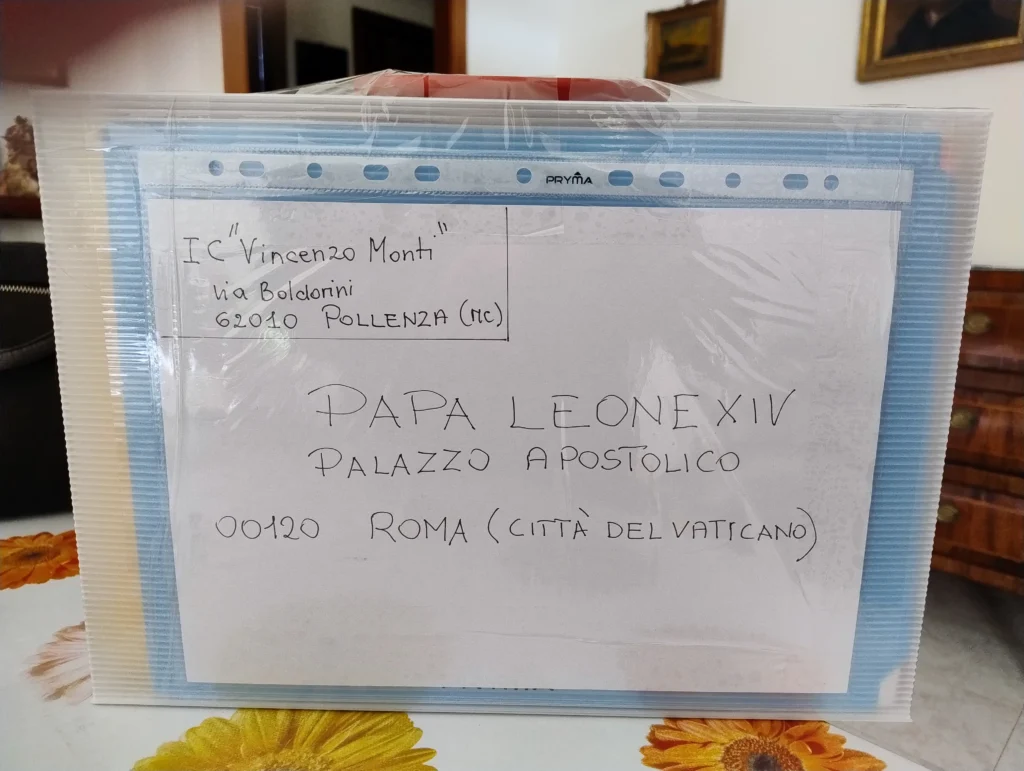 PRYMA
IC "Vincenzo Monti"
Via Boldorini
62010 POLLENZA (MC)
PAPA LEONE XIV
PALAZZO APOSTOLICO
00120 ROMA (CITTÀ DEL VATICANO)